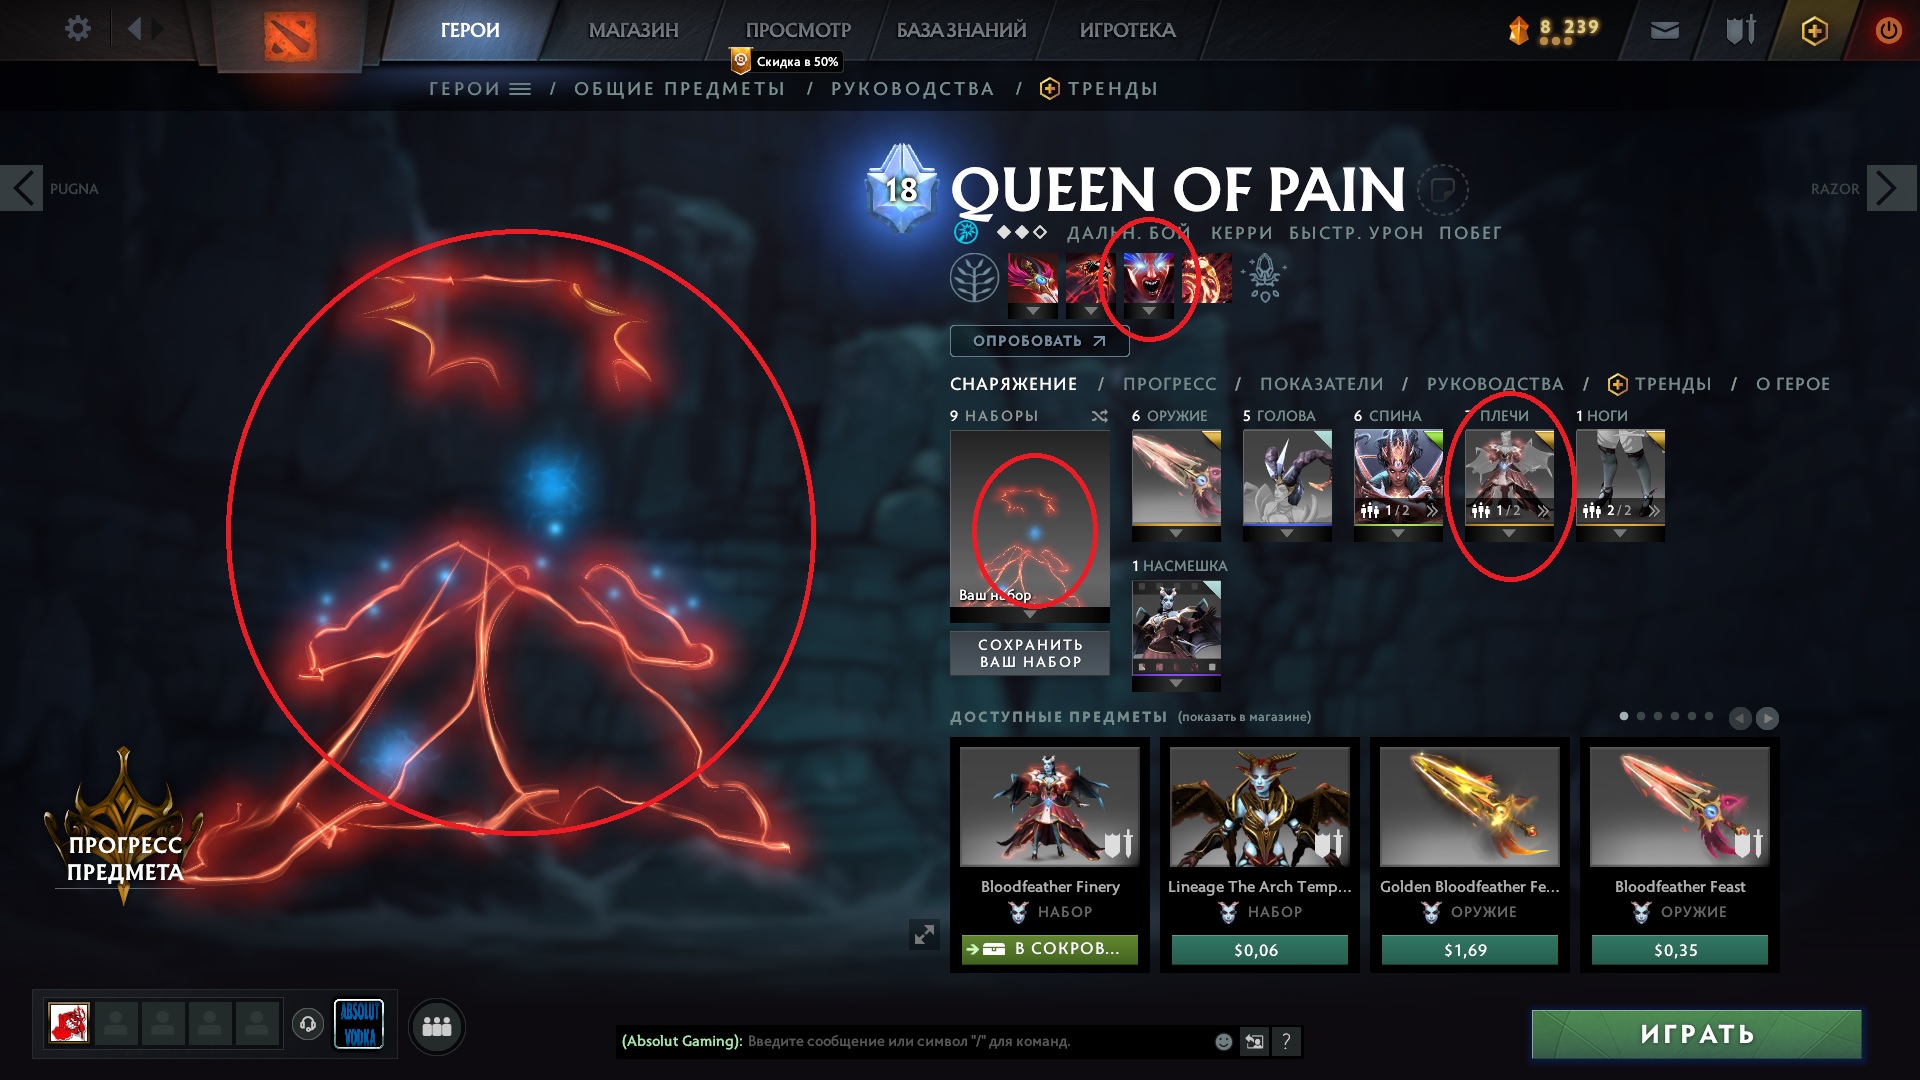 ГЕРОИ
МАГАЗИН
ПРОСМОТР
БАЗА ЗНАНИЙ
ИГРОТЕКА
8 239
Скидка в 50%
ГЕРОИ / ОБЩИЕ ПРЕДМЕТЫ / РУКОВОДСТВА / ТРЕНДЫ
PUGNA
18
QUEEN OF PAIN
RAZOR
ДАЛЬН. БОЙ КЕРРИ БЫСТР. УРОН ПОБЕГ
ОПРОБОВАТЬ
СНАРЯЖЕНИЕ / ПРОГРЕСС / ПОКАЗАТЕЛИ / РУКОВОДСТВА / ТРЕНДЫ / О ГЕРОЕ
9 НАБОРЫ
6 ОРУЖИЕ
5 ГОЛОВА
6 СПИНА
ПЛЕЧИ
1 НОГИ
1/2
1/2
2/2
Ваш набор
СОХРАНИТЬ
ВАШ НАБОР
1 НАСМЕШКА
ДОСТУПНЫЕ ПРЕДМЕТЫ (показать в магазине)
Bloodfeather Finery
НАБОР
В СОКРОВ...
Lineage The Arch Temp...
НАБОР
$0,06
Golden Bloodfeather Fe...
ОРУЖИЕ
$1,69
Bloodfeather Feast
ОРУЖИЕ
$0,35
ПРОГРЕСС
ПРЕДМЕТА
ABSOLUT
VODKA
(Absolut Gaming): Введите сообщение или символ "/" для команд.
?
ИГРАТЬ